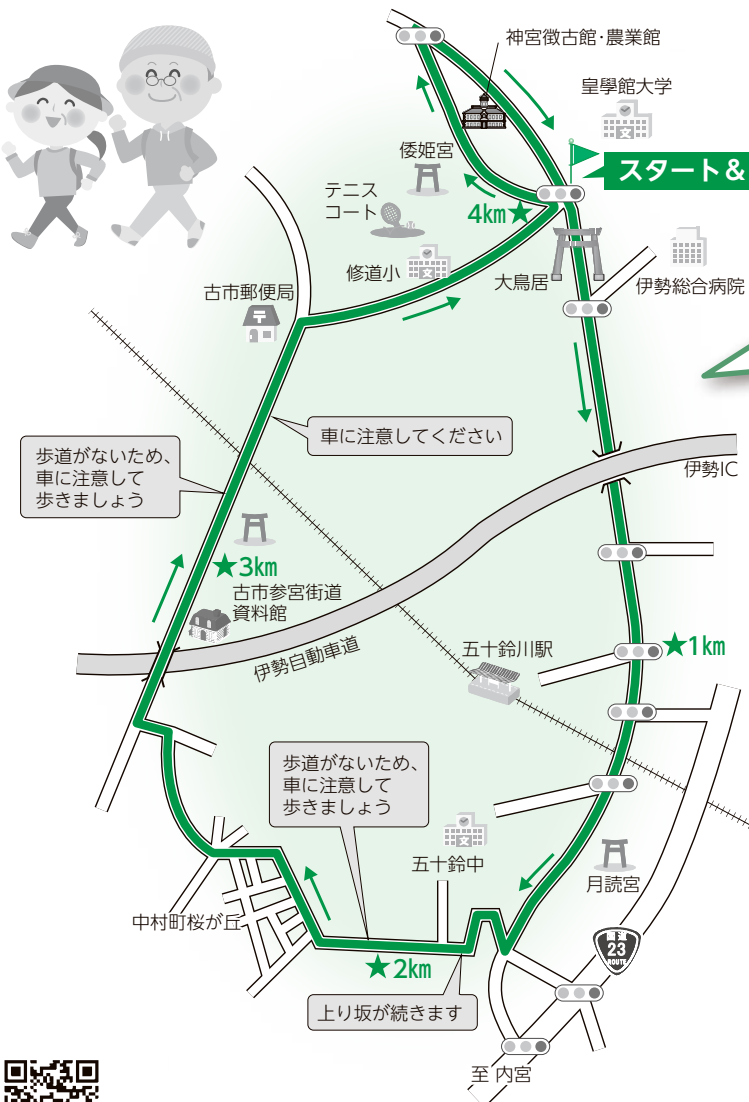 神宮徴古館･農業館
皇學館大学
スタート＆
倭姫宮
テニス
コート
4km
修道小
大鳥居
伊勢総合病院
古市郵便局
車に注意してください
歩道がないため、
車に注意して
歩きましょう
伊勢IC
3km
古市参宮街道
資料館
伊勢自動車道
五十鈴川駅
1km
歩道がないため、
車に注意して
歩きましょう
五十鈴中
月読宮
中村町桜が丘
国道
23
ROUTE
2km
上り坂が続きます
至 内宮